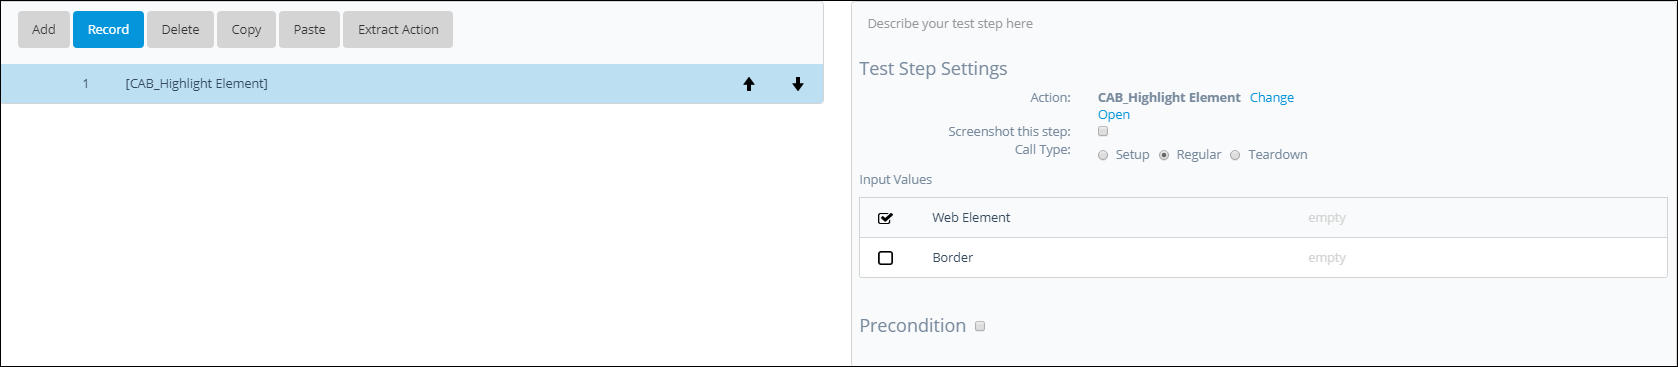 Add Record Delete Copy Paste Extract Action
1 [CAB_Highlight Element]
Describe your test step here
Test Step Settings
Action: CAB_Highlight Element Change
Open
Screenshot this step:
Call Type: Setup Regular Teardown
Input Values
Web Element empty
Border empty
Precondition